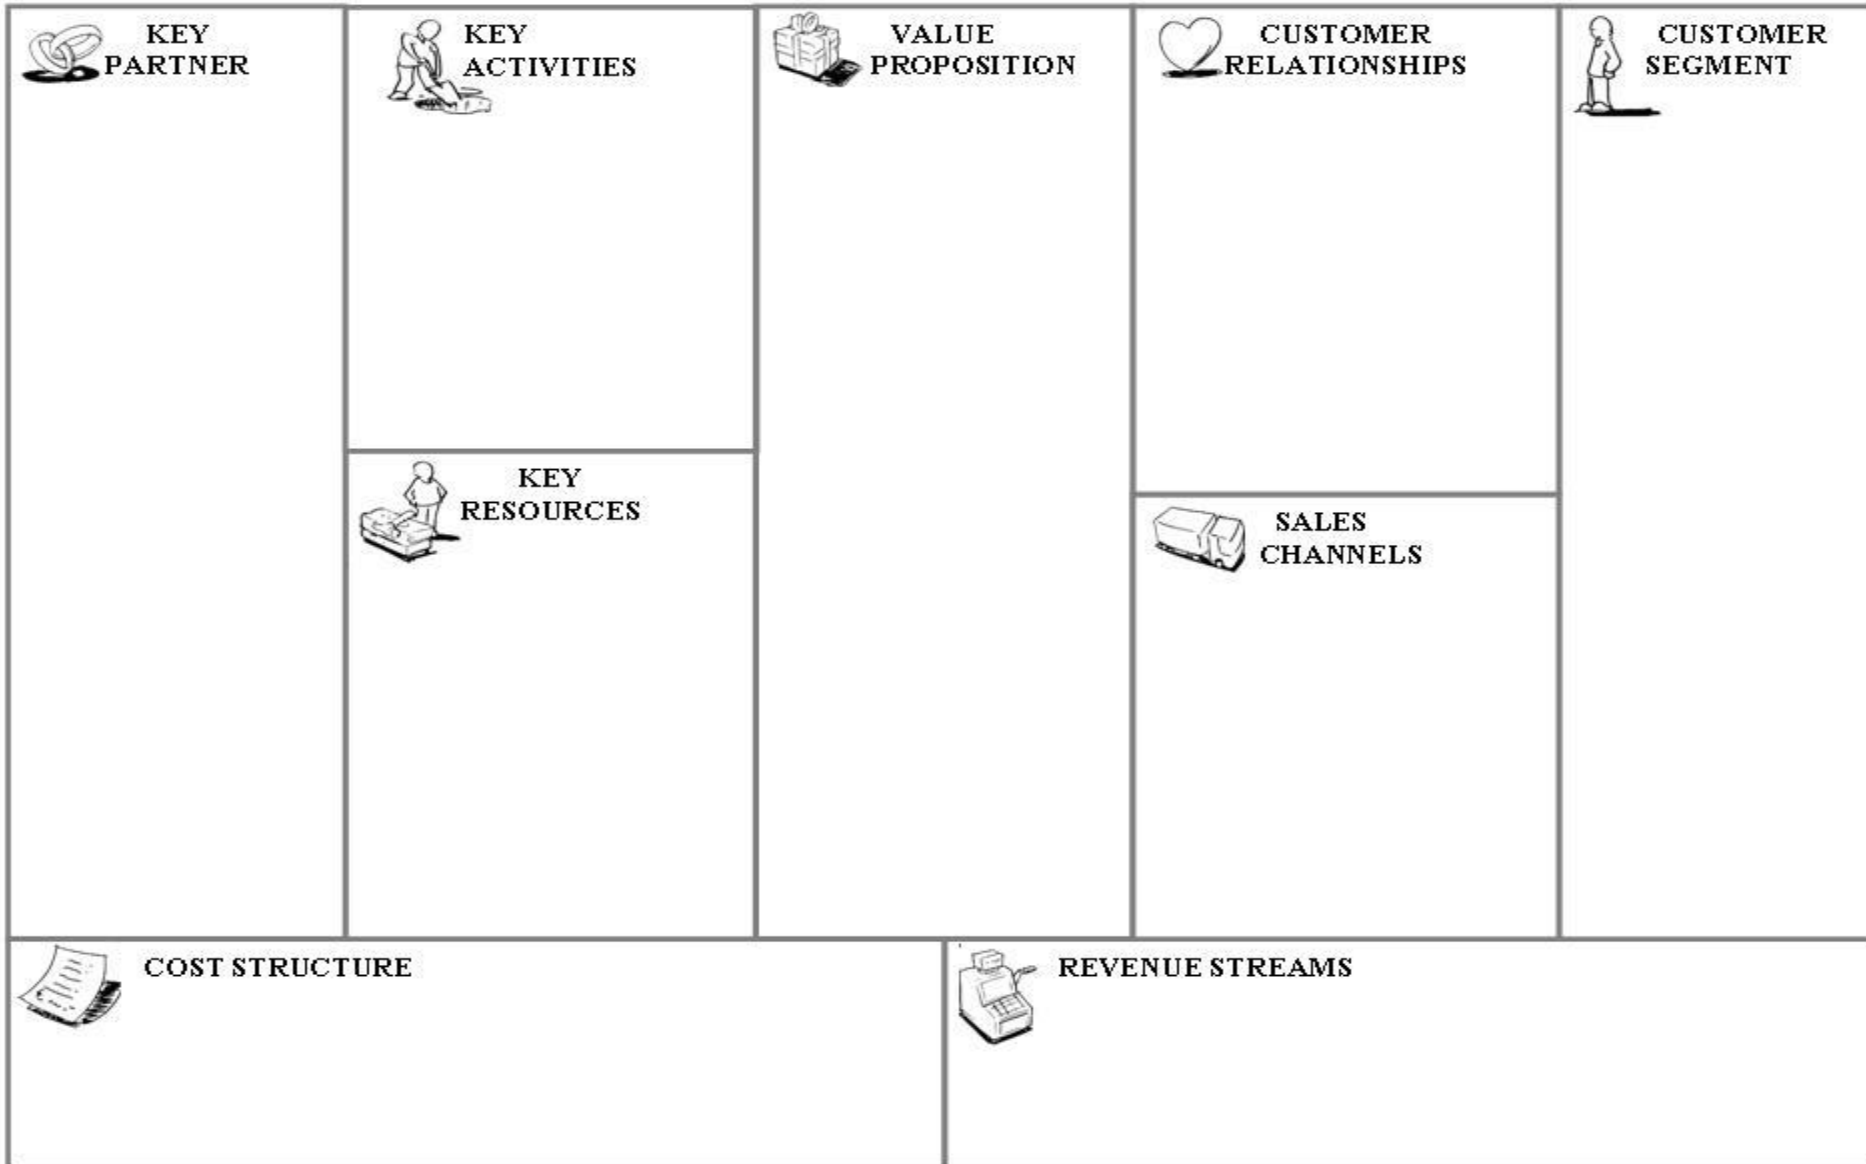 KEY
PARTNER
KEY
ACTIVITIES
KEY
RESOURCES
VALUE
PROPOSITION
CUSTOMER
RELATIONSHIPS
SALES
CHANNELS
CUSTOMER
SEGMENT
COST STRUCTURE
REVENUE STREAMS